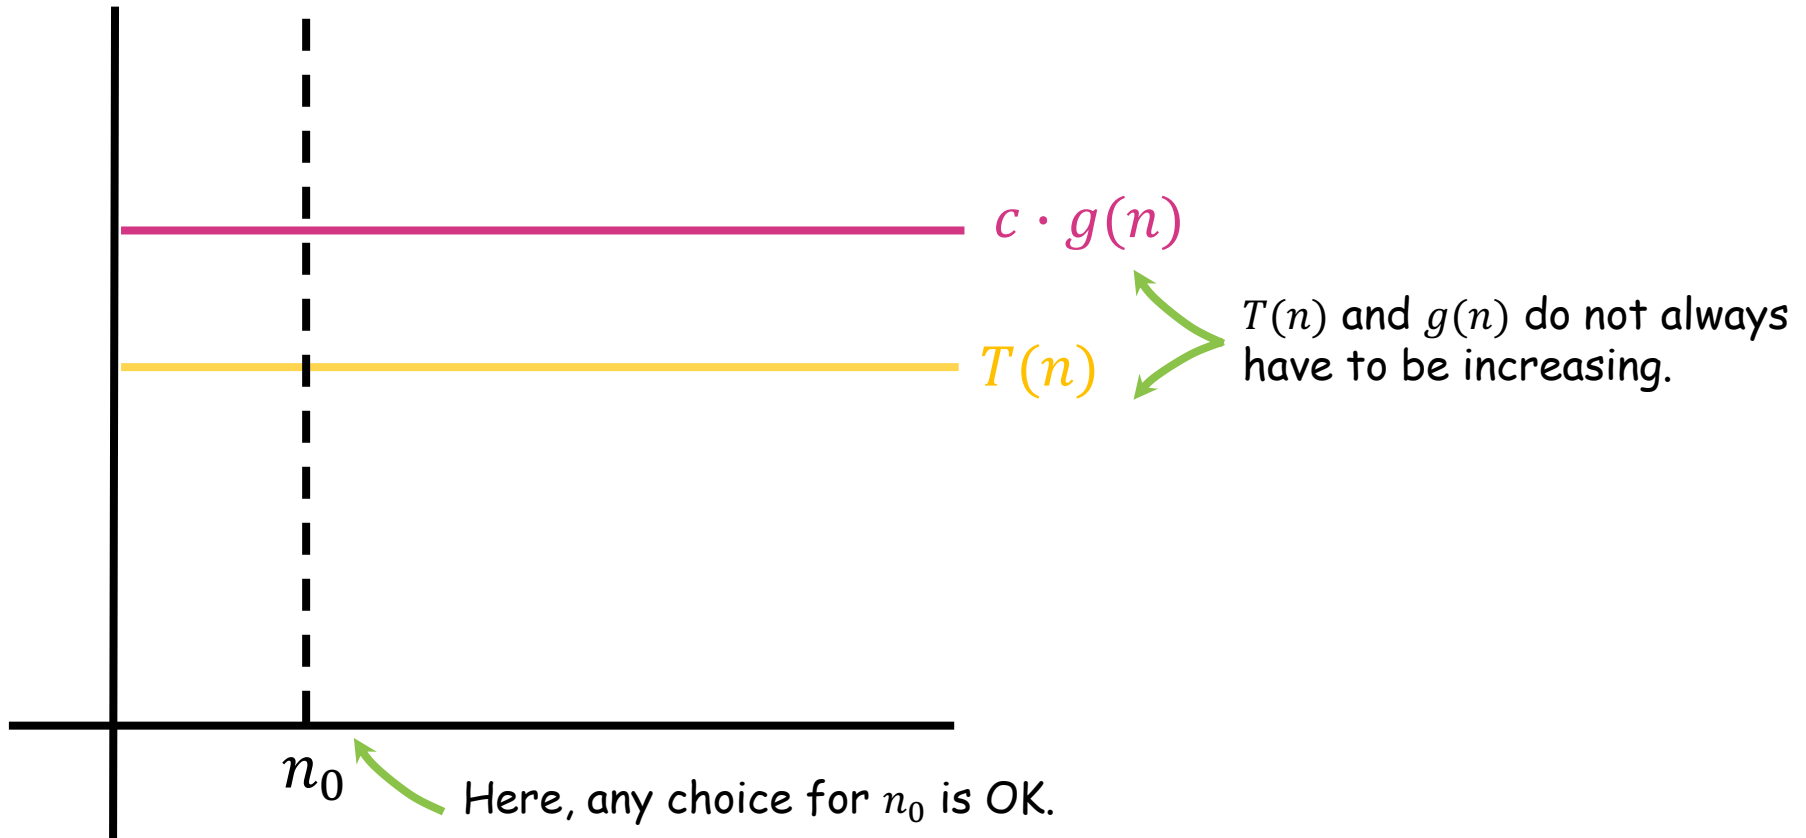 c · g(n)
T(n)
T(n) and g(n) do not always
have to be increasing.
n₀
Here, any choice for n₀ is OK.